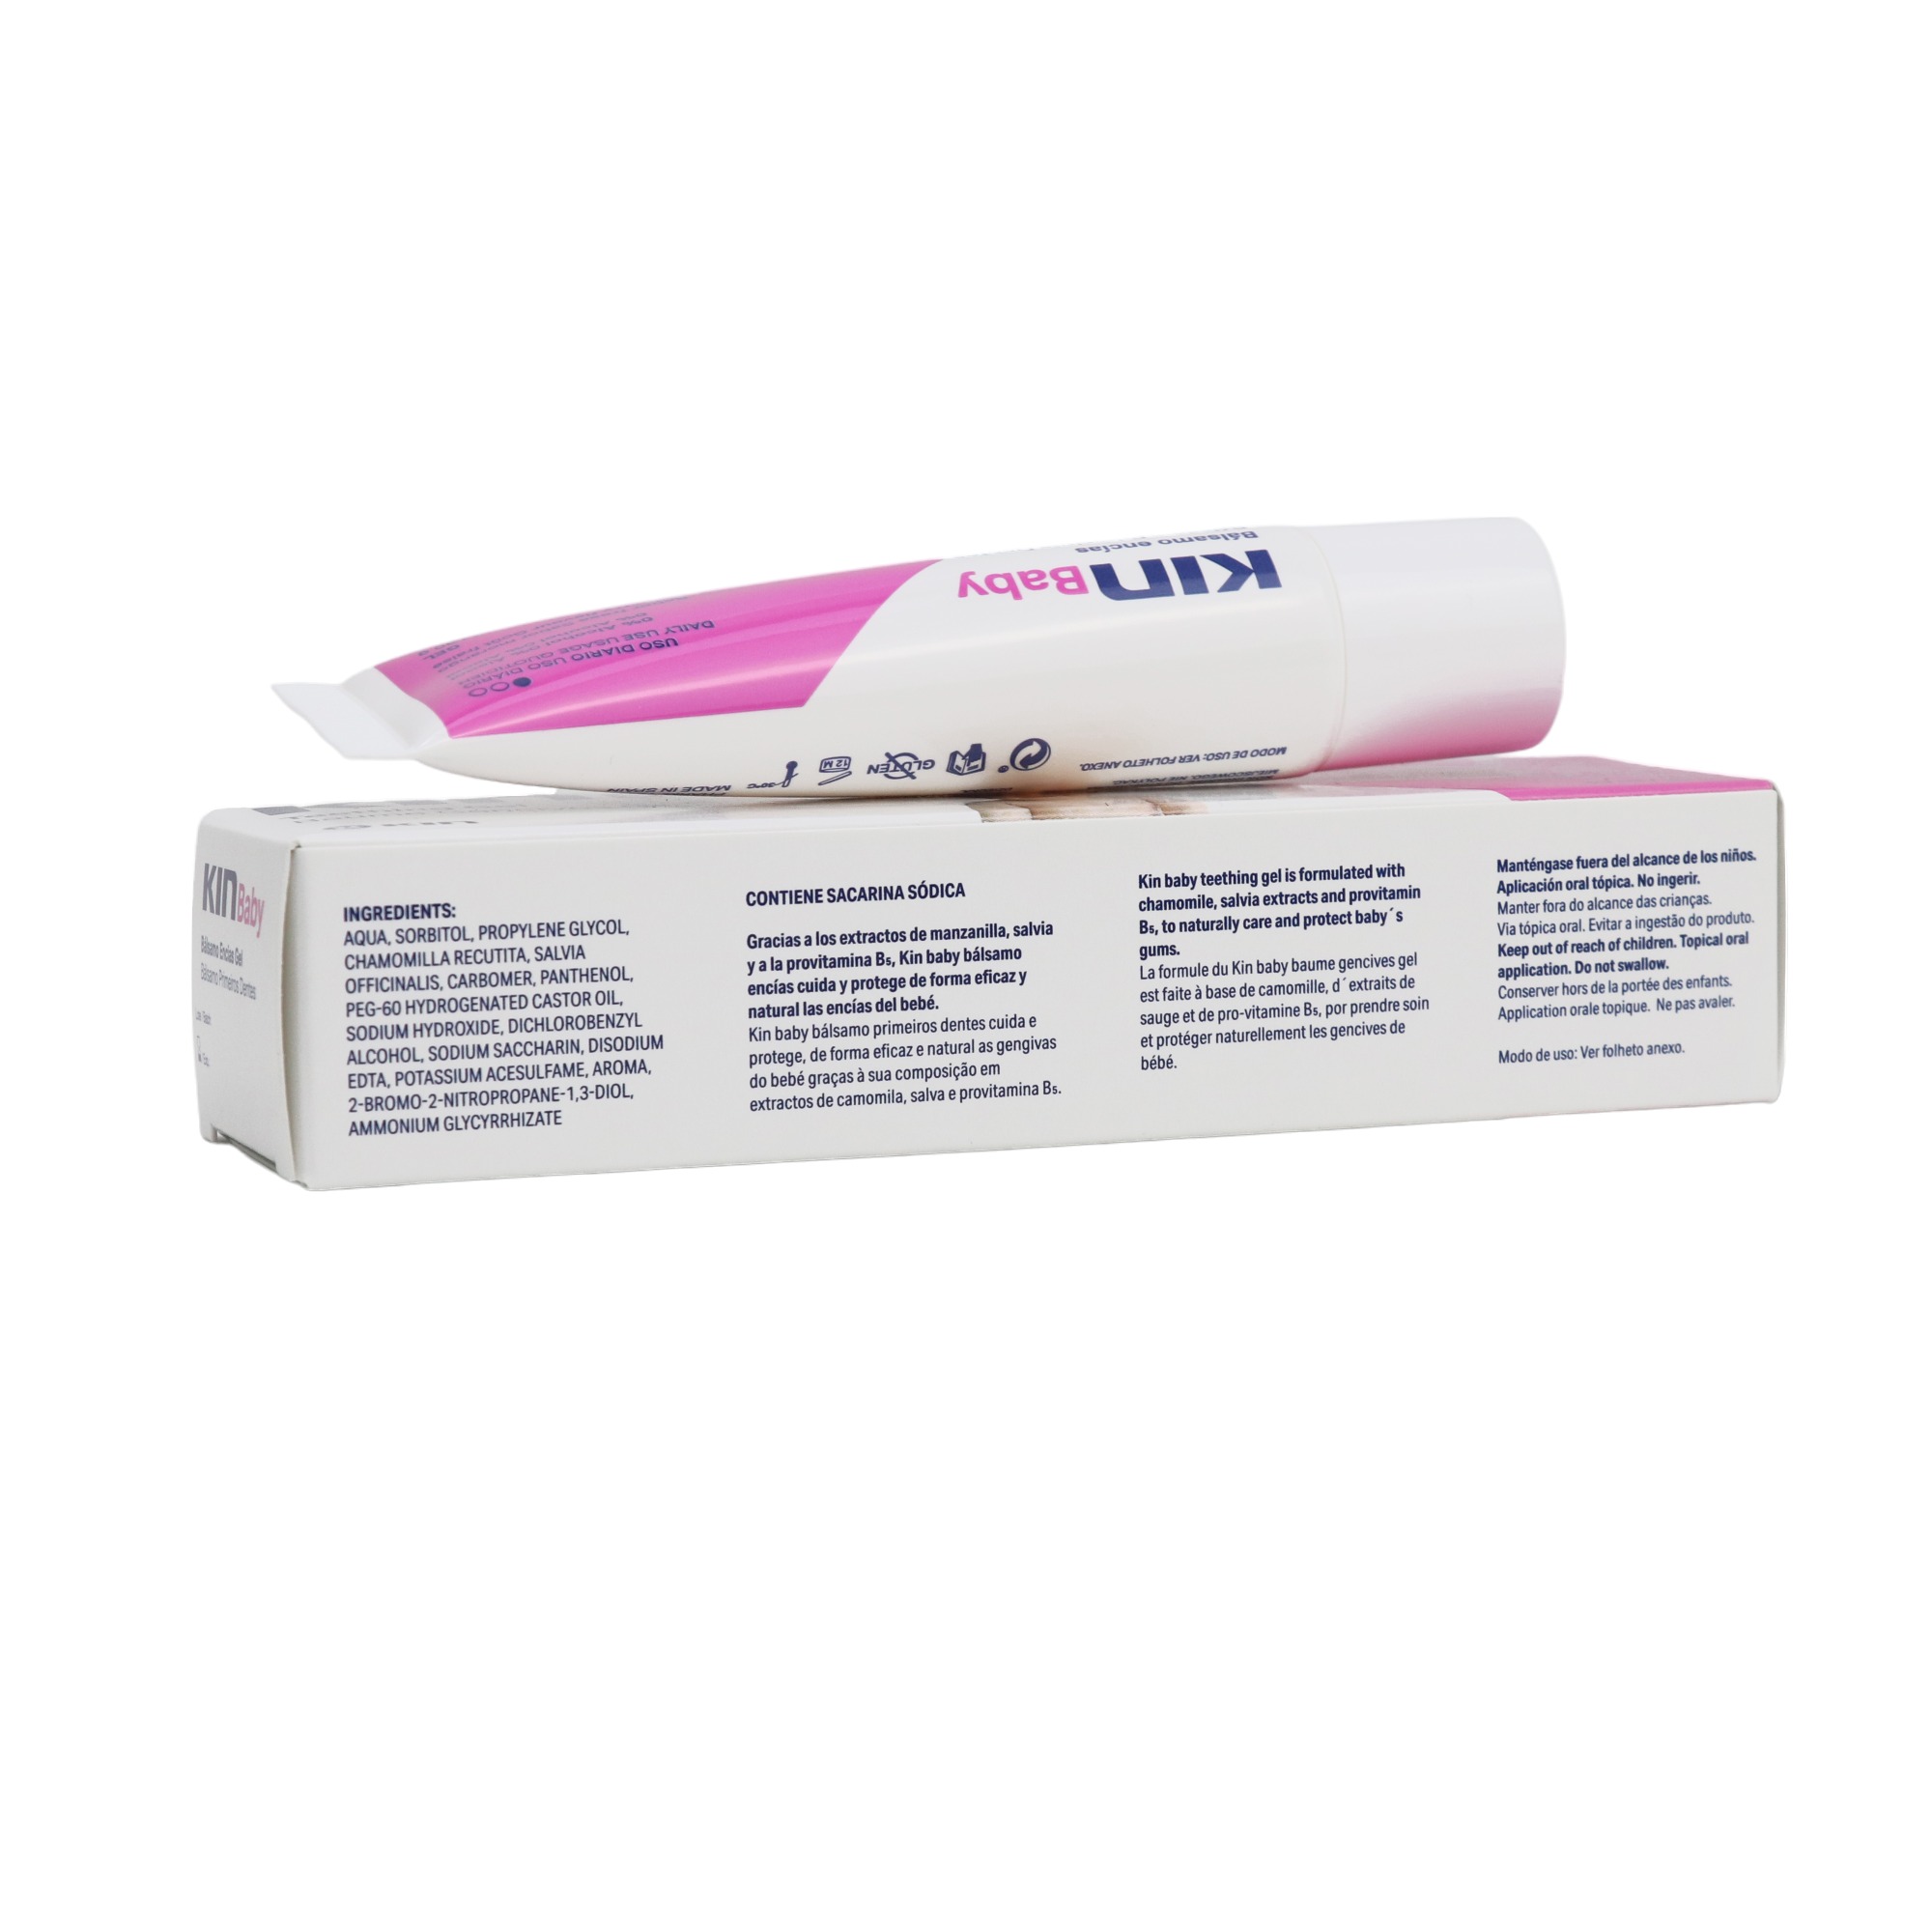 Bálsamo encías
KIN Baby
USO DIARIO USO DIÁRIO
DAILY USE USAGE QUOTIDIEN
MODO DE USO: VER FOLHETO ANEXO.
GLUTEN
12 M
30ºC
MADE IN SPAIN
KIN Baby
Bálsamo Encías Gel
Bálsamo Primeiros Dentes
INGREDIENTS:
AQUA, SORBITOL, PROPYLENE GLYCOL,
CHAMOMILLA RECUTITA, SALVIA
OFFICINALIS, CARBOMER, PANTHENOL,
PEG-60 HYDROGENATED CASTOR OIL,
SODIUM HYDROXIDE, DICHLOROBENZYL
ALCOHOL, SODIUM SACCHARIN, DISODIUM
EDTA, POTASSIUM ACESULFAME, AROMA,
2-BROMO-2-NITROPROPANE-1,3-DIOL,
AMMONIUM GLYCYRRHIZATE
CONTIENE SACARINA SÓDICA
Gracias a los extractos de manzanilla, salvia
y a la provitamina B₅, Kin baby bálsamo
encías cuida y protege de forma eficaz y
natural las encías del bebé.
Kin baby bálsamo primeiros dentes cuida e
protege, de forma eficaz e natural as gengivas
do bebé graças à sua composição em
extractos de camomila, salva e provitamina B₅.
Kin baby teething gel is formulated with
chamomile, salvia extracts and provitamin
B₅, to naturally care and protect baby´s
gums.
La formule du Kin baby baume gencives gel
est faite à base de camomille, d´extraits de
sauge et de pro-vitamine B₅, por prendre soin
et protéger naturellement les gencives de
bébé.
Manténgase fuera del alcance de los niños.
Aplicación oral tópica. No ingerir.
Manter fora do alcance das crianças.
Via tópica oral. Evitar a ingestão do produto.
Keep out of reach of children. Topical oral
application. Do not swallow.
Conserver hors de la portée des enfants.
Application orale topique. Ne pas avaler.
Modo de uso: Ver folheto anexo.